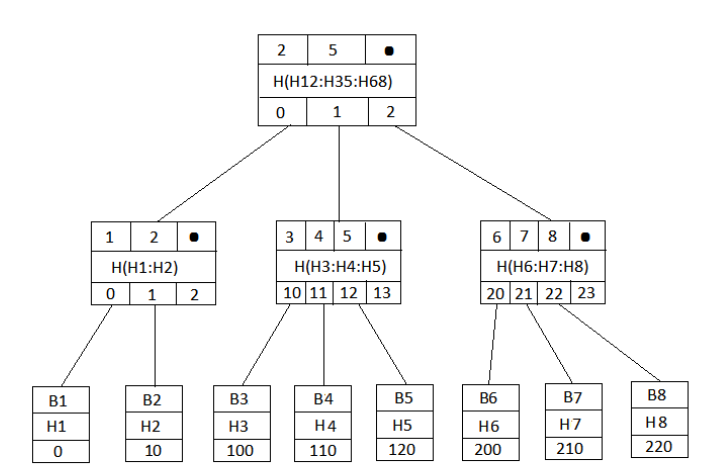 2 5 ●
H(H12:H35:H68)
0 1 2
1 2 ●
H(H1:H2)
0 1 2
3 4 5 ●
H(H3:H4:H5)
10 11 12 13
6 7 8 ●
H(H6:H7:H8)
20 21 22 23
B1
H1
0
B2
H2
10
B3
H3
100
B4
H4
110
B5
H5
120
B6
H6
200
B7
H7
210
B8
H8
220